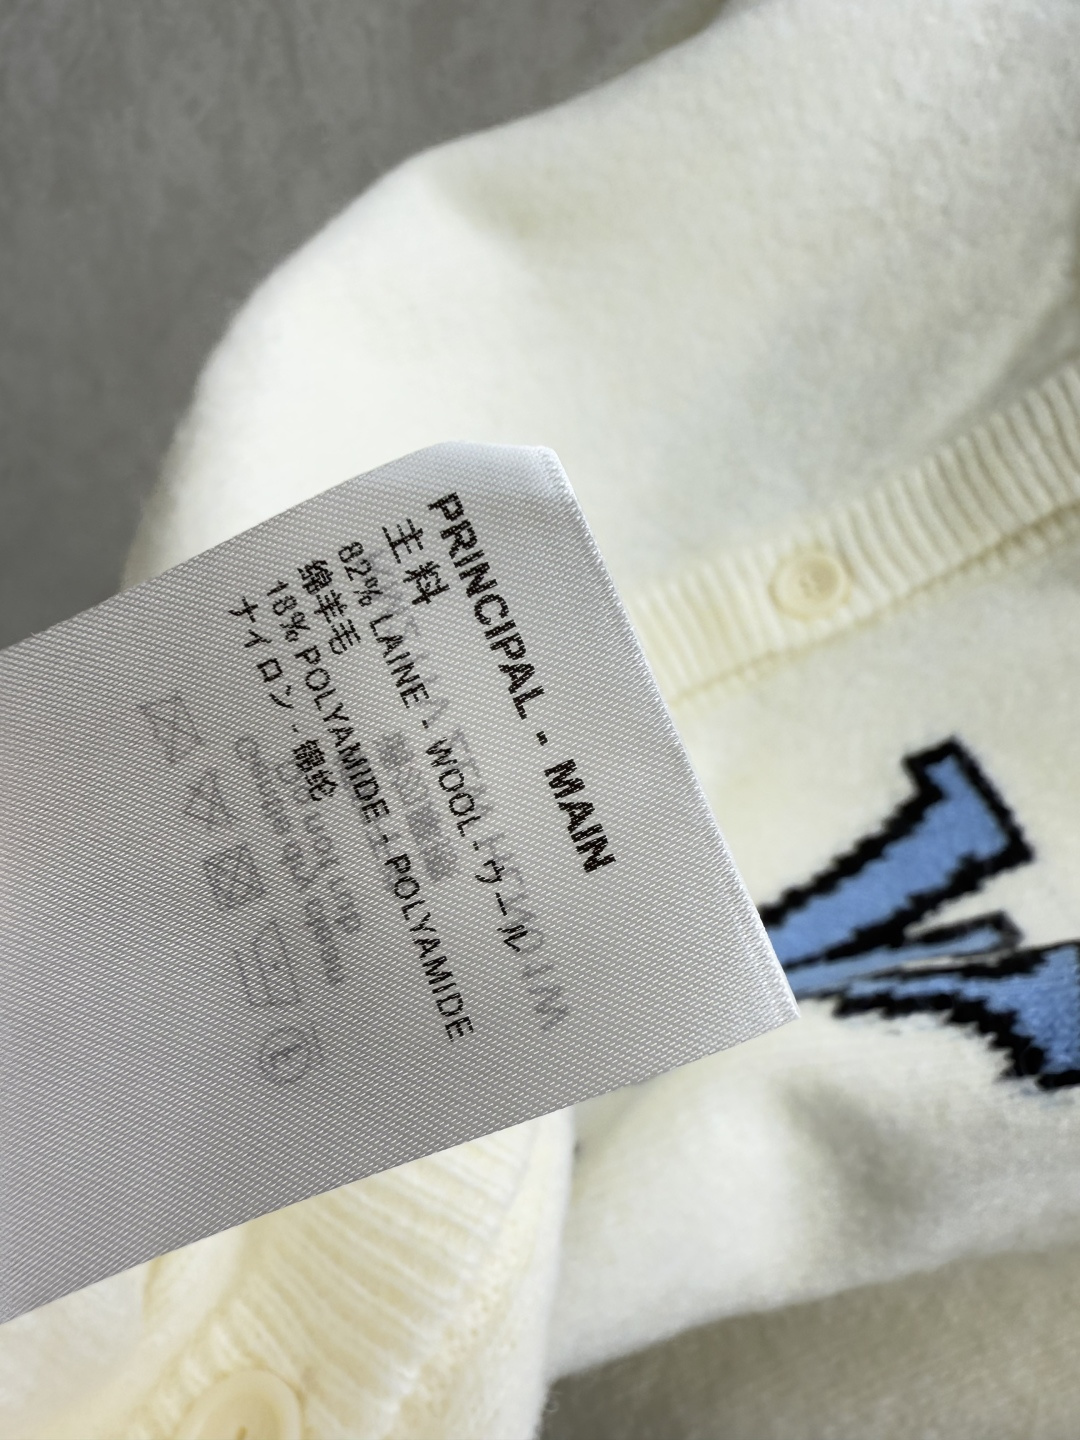 PRINCIPAL - MAIN
主料
82% LAINE - WOOL - ウール
绵羊毛
18% POLYAMIDE - POLYAMIDE
ナイロン - 锦纶